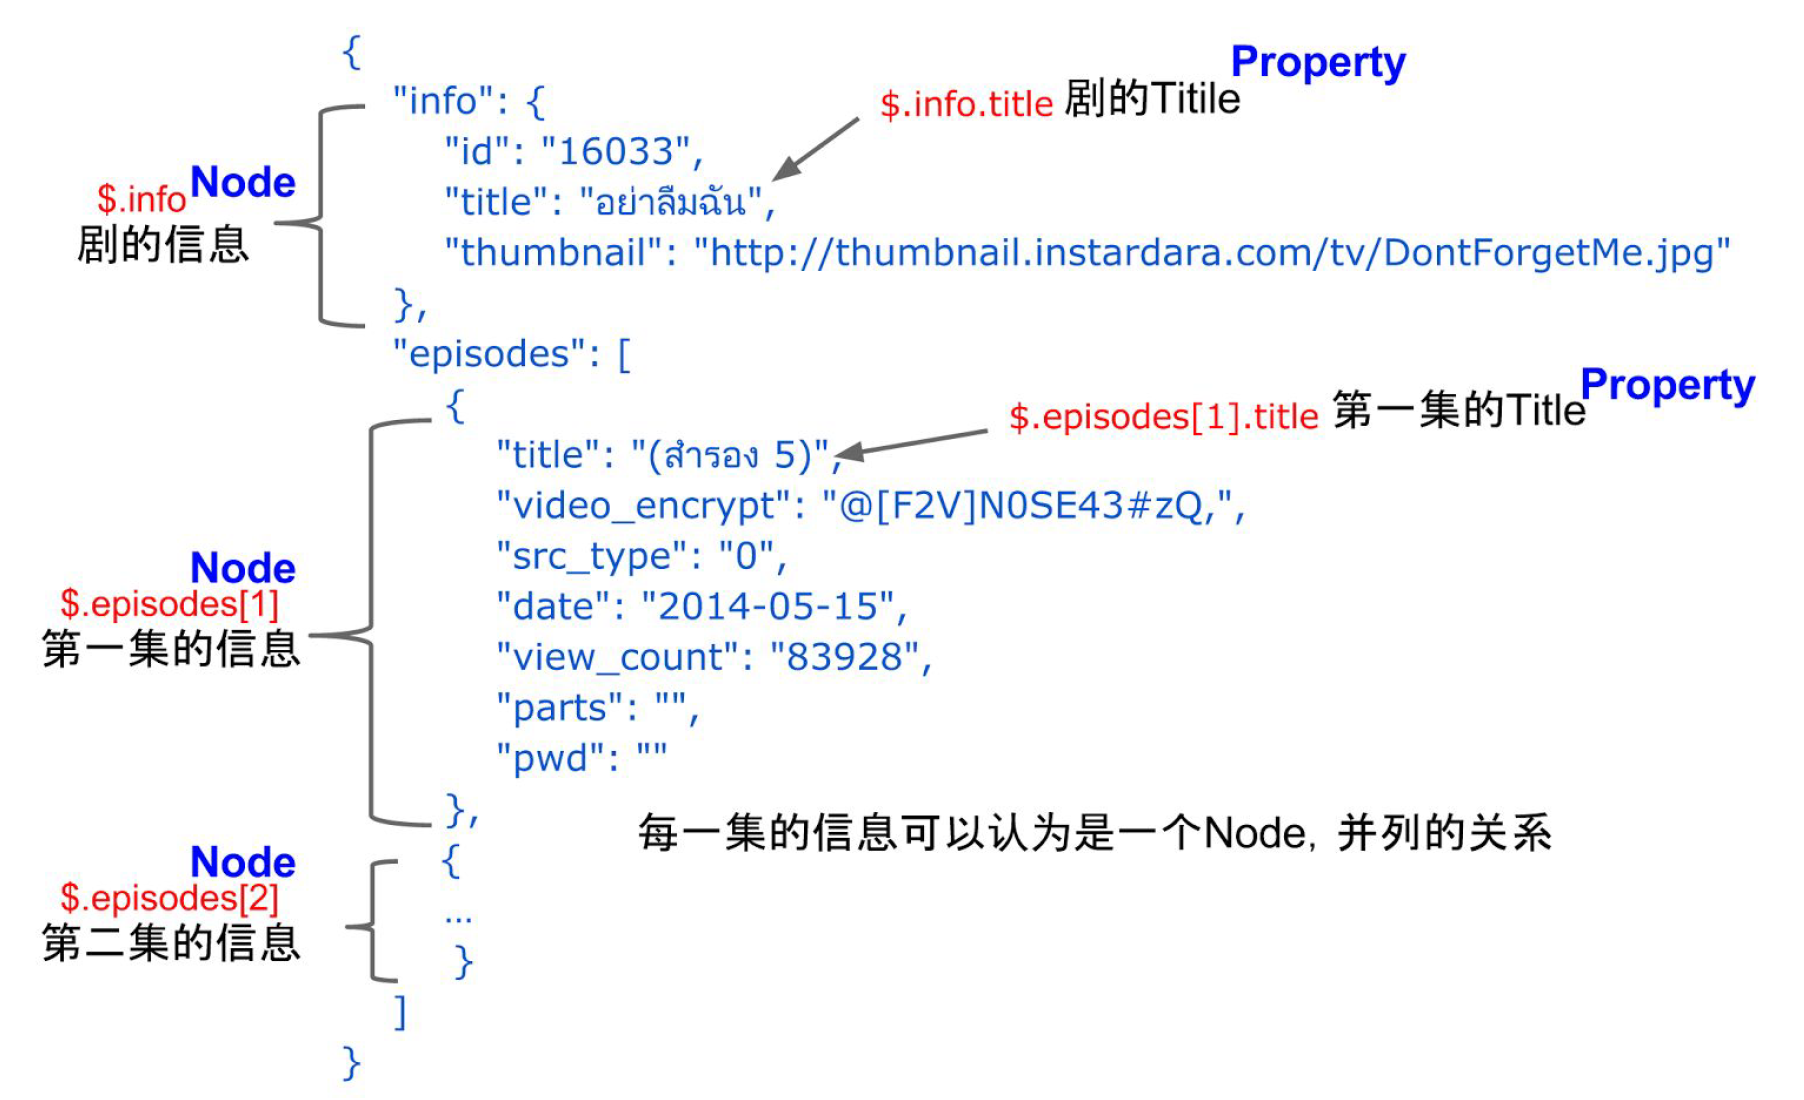 {
Property
"info": {
$.info.title 剧的Titile
"id": "16033",
Node
$.info
"title": "อย่าลืมฉัน",
剧的信息
"thumbnail": "http://thumbnail.instardara.com/tv/DontForgetMe.jpg"
},
"episodes": [
Property
{
$.episodes[1].title 第一集的Title
"title": "(สำรอง 5)",
"video_encrypt": "@[F2V]N0SE43#zQ,",
"src_type": "0",
Node
$.episodes[1]
"date": "2014-05-15",
第一集的信息
"view_count": "83928",
"parts": "",
"pwd": ""
},
每一集的信息可以认为是一个Node, 并列的关系
Node
{
$.episodes[2]
...
第二集的信息
}
]
}